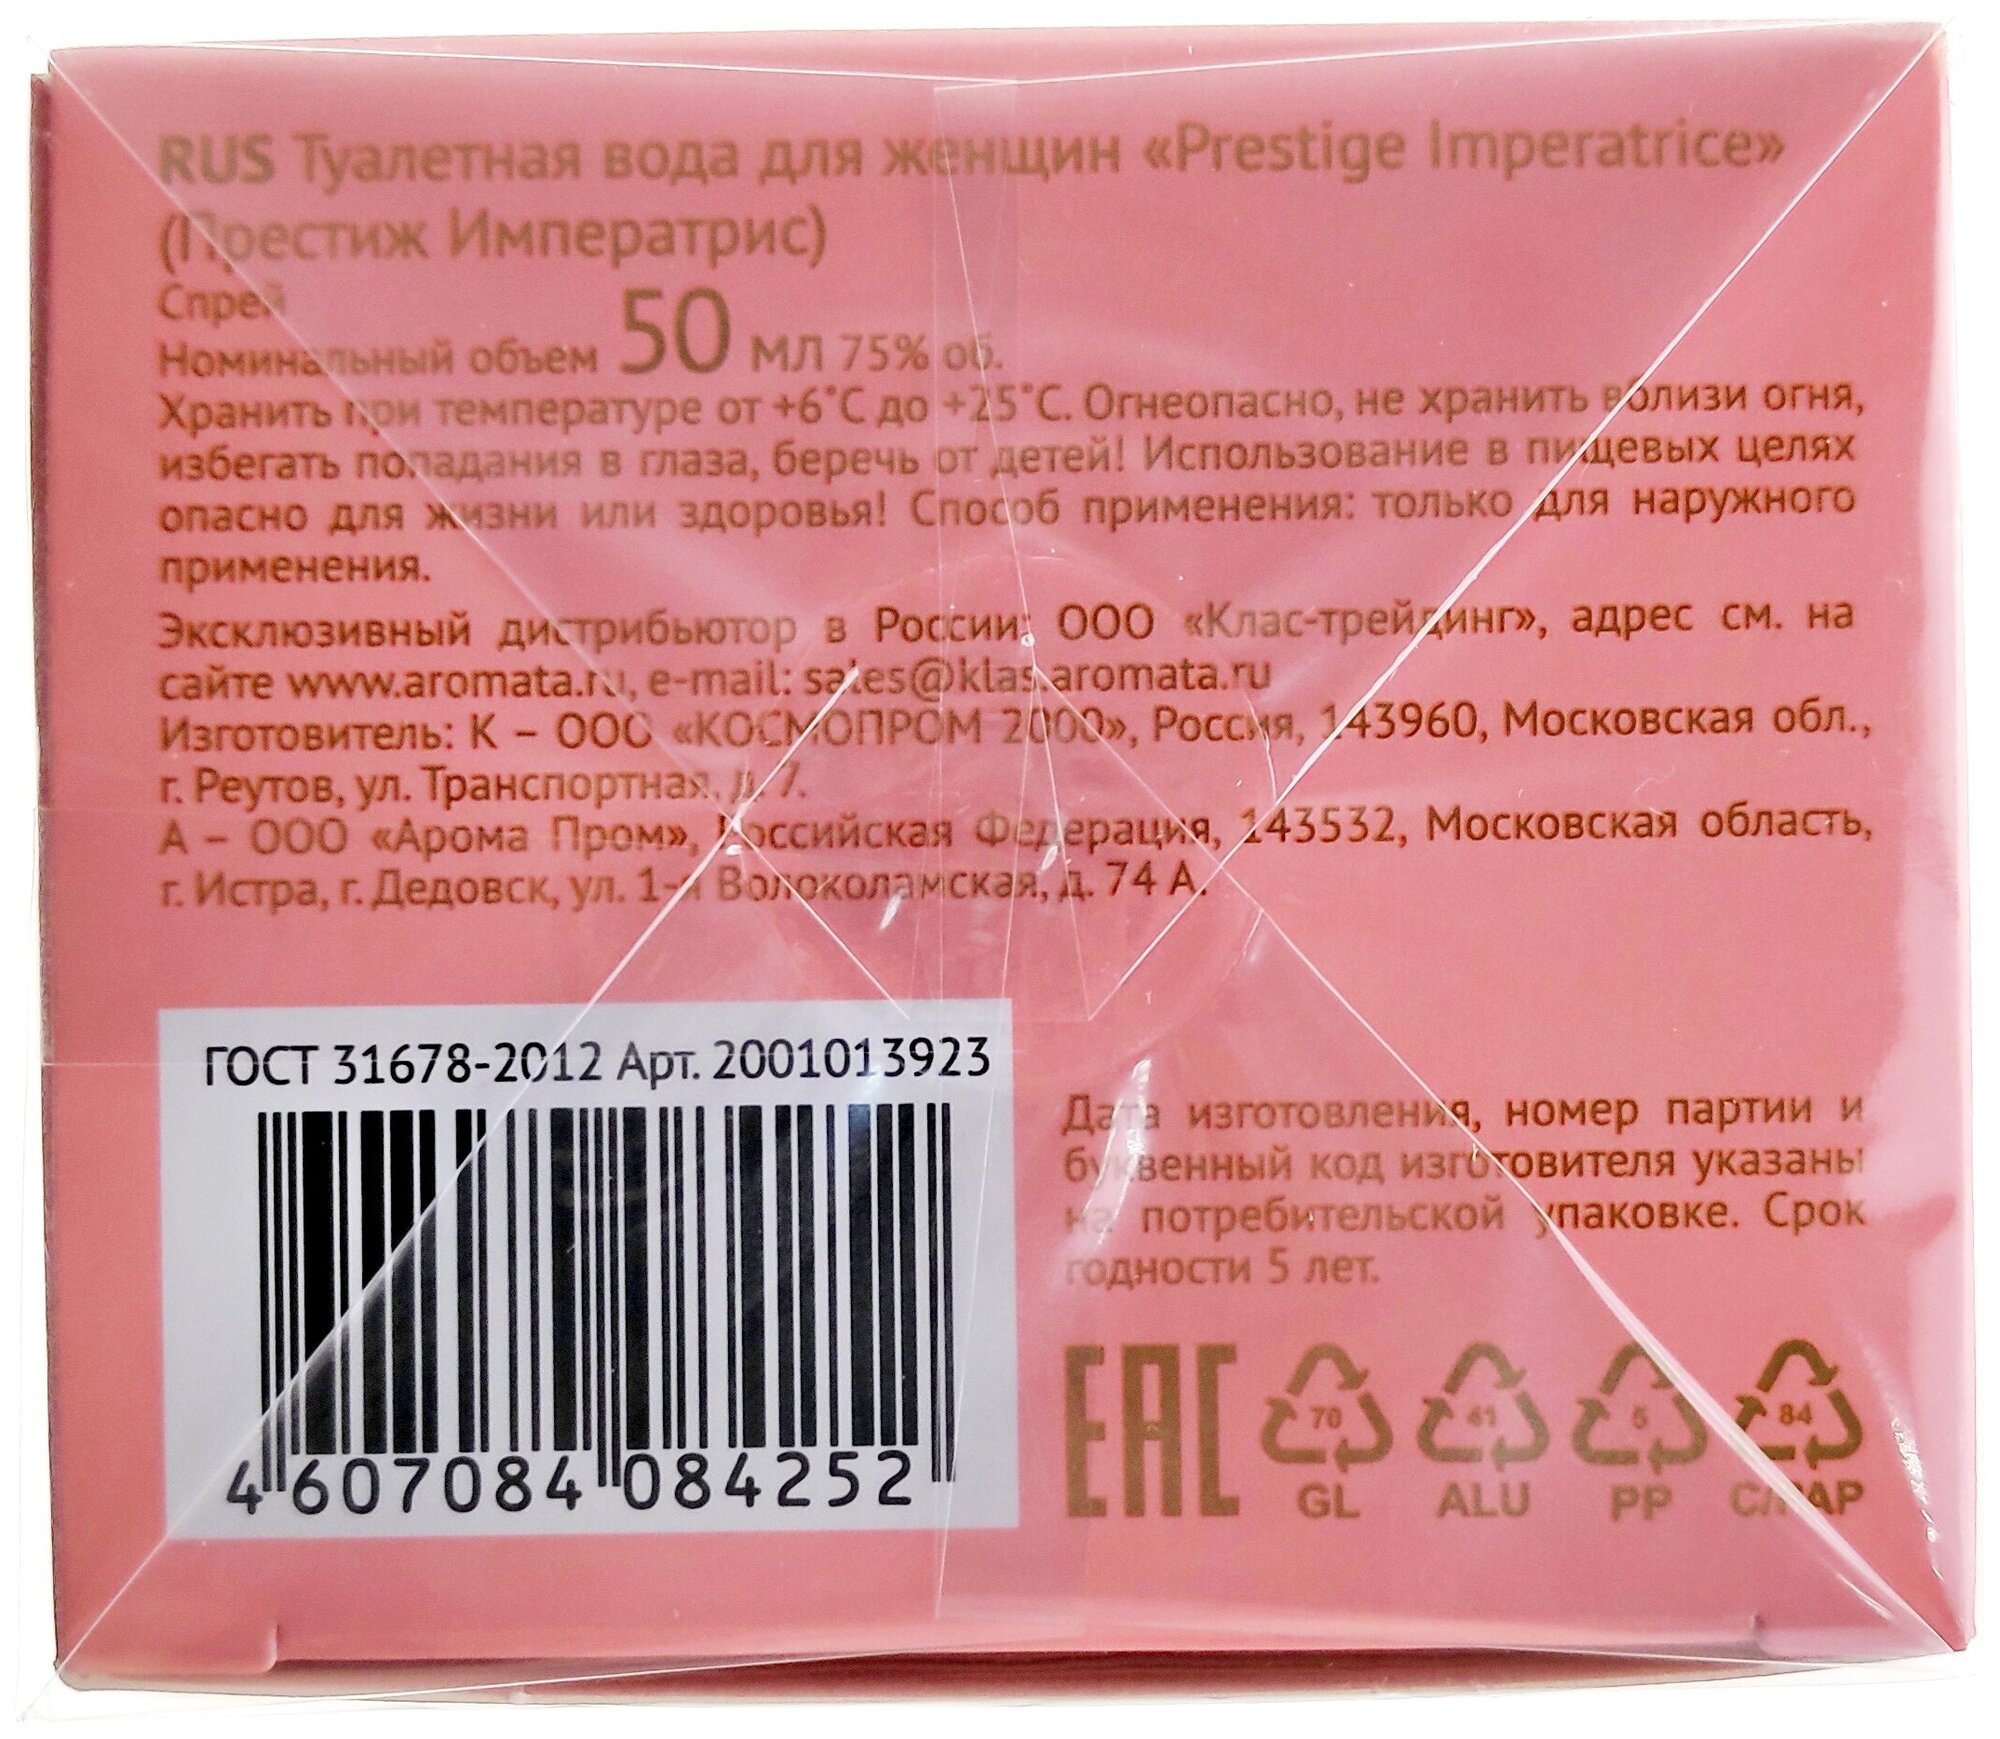 RUS Туалетная вода для женщин «Prestige Imperatrice»
(Престиж Императрис)
Спрей
Номинальный объем 50 мл 75% об.
Хранить при температуре от +6°С до +25°С. Огнеопасно, не хранить вблизи огня,
избегать попадания в глаза, беречь от детей! Использование в пищевых целях
опасно для жизни или здоровья! Способ применения: только для наружного
применения.
Эксклюзивный дистрибьютор в России: ООО «Клас-трейдинг», адрес см. на
сайте www.aromata.ru, e-mail: sales@klas.aromata.ru
Изготовитель: К – ООО «КОСМОПРОМ 2000», Россия, 143960, Московская обл.,
г. Реутов, ул. Транспортная, д. 7.
А – ООО «Арома Пром», Российская Федерация, 143532, Московская область,
г. Истра, г. Дедовск, ул. 1-я Волоколамская, д. 74 А.
ГОСТ 31678-2012 Арт. 2001013923
4 607084 084252
Дата изготовления, номер партии и
буквенный код изготовителя указаны
на потребительской упаковке. Срок
годности 5 лет.
EAC 70 41 5 84
GL ALU PP C/PAP